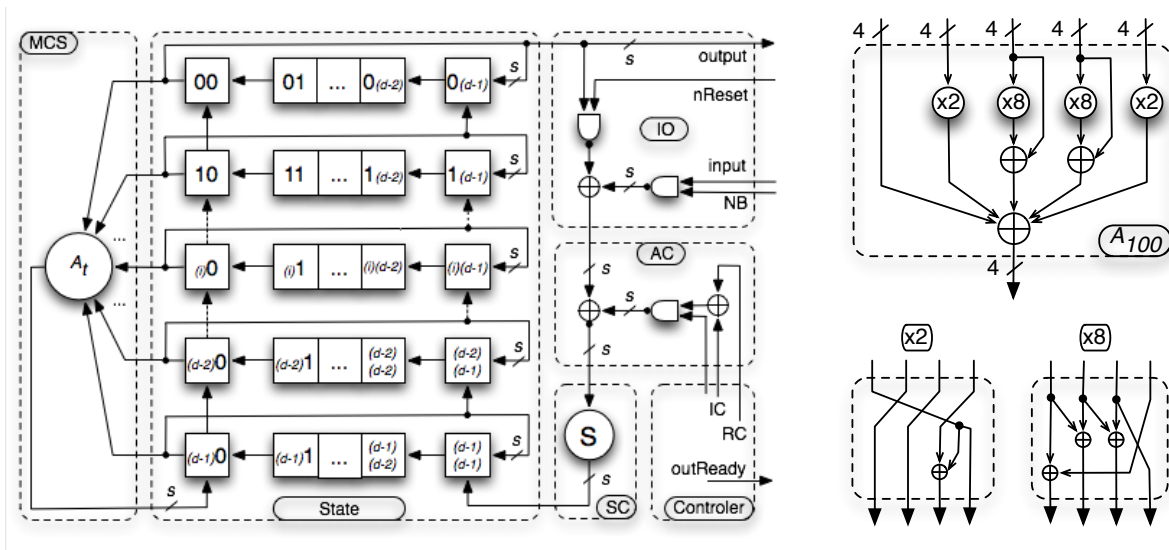 MCS
s
output
s
00
01
...
0(d-2)
0(d-1)
s
nReset
IO
10
11
...
1(d-2)
1(d-1)
s
s
input
NB
...
At
(i)0
(i)1
...
(i)(d-2)
(i)(d-1)
s
AC
s
...
s
s
(d-2)0
(d-2)1
...
(d-2)
(d-2)
(d-2)
(d-1)
s
IC
RC
S
(d-1)0
(d-1)1
...
(d-1)
(d-2)
(d-1)
(d-1)
s
s
outReady
s
State
SC
Controler
4
4
4
4
4
x2
x8
x8
x2
A100
4
x2
x8